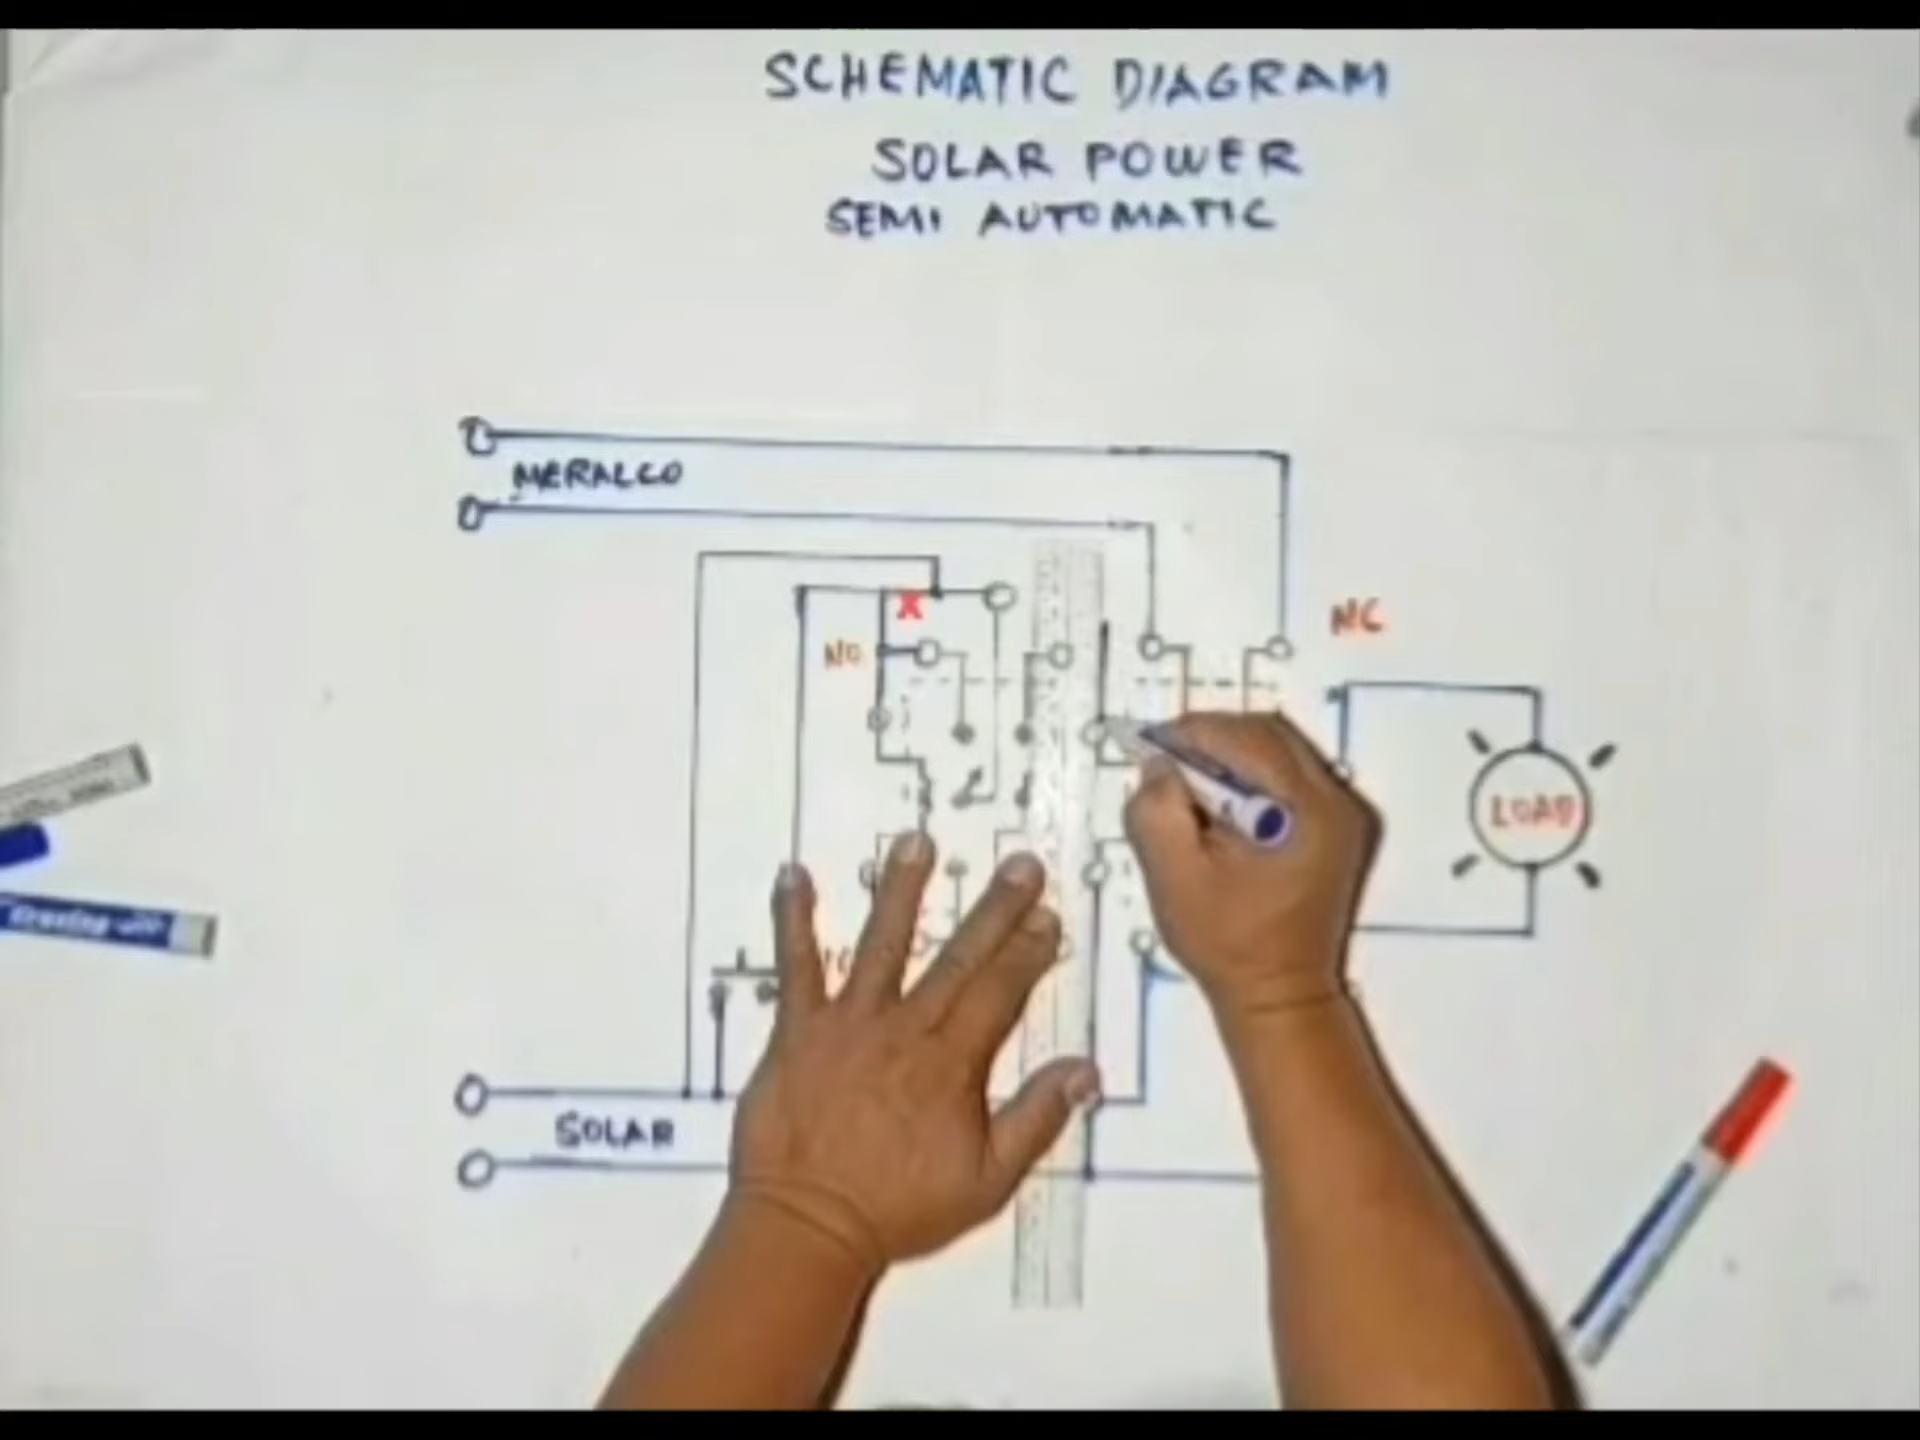 SCHEMATIC DIAGRAM
SOLAR POWER
SEMI AUTOMATIC
MERALCO
X
NO
NC
LOAD
SOLAR